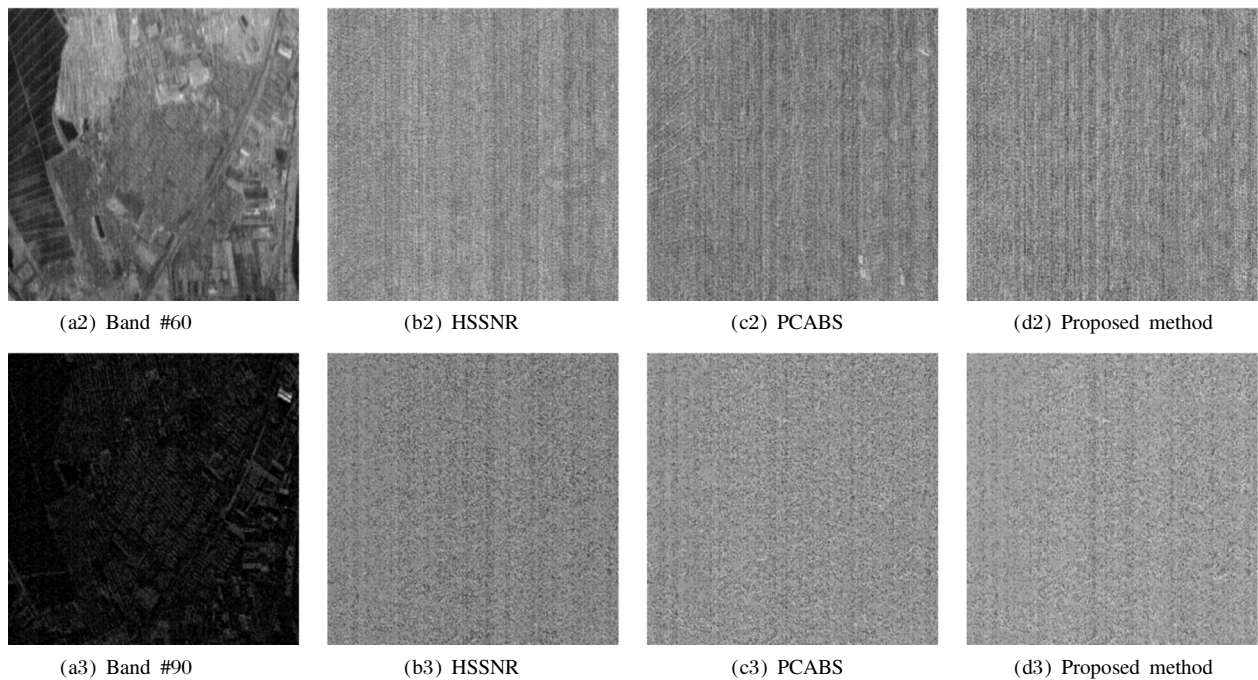 (a2) Band #60
(b2) HSSNR
(c2) PCABS
(d2) Proposed method
(a3) Band #90
(b3) HSSNR
(c3) PCABS
(d3) Proposed method